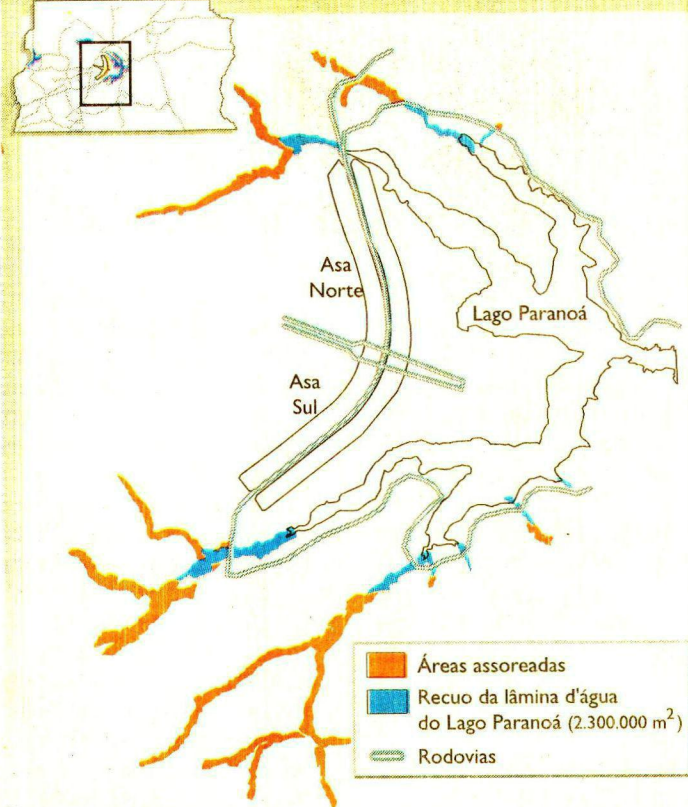 Asa
Norte
Lago Paranoá
Asa
Sul
Áreas assoreadas
Recuo da lâmina d'água
do Lago Paranoá (2.300.000 m²)
Rodovias